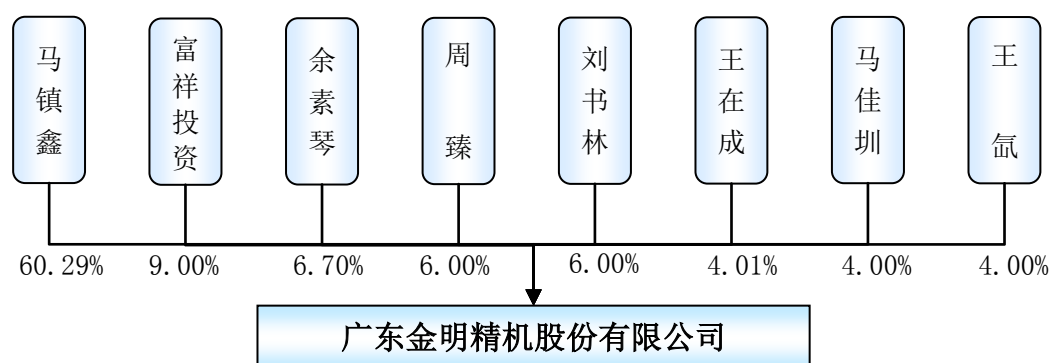 马镇鑫
富祥投资
余素琴
周臻
刘书林
王在成
马佳圳
王氙
60.29%
9.00%
6.70%
6.00%
6.00%
4.01%
4.00%
4.00%
广东金明精机股份有限公司